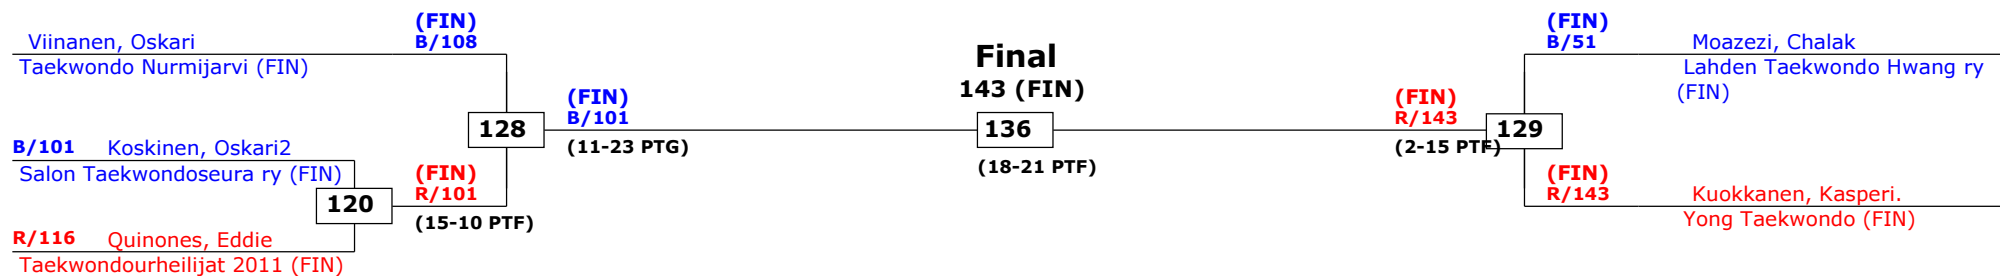 (FIN)
B/108
Viinanen, Oskari
Taekwondo Nurmijarvi (FIN)
128
(FIN)
B/101
(11-23 PTG)
B/101 Koskinen, Oskari2
Salon Taekwondoseura ry (FIN)
120
(FIN)
R/101
(15-10 PTF)
R/116 Quinones, Eddie
Taekwondourheilijat 2011 (FIN)
Final
143 (FIN)
136
(18-21 PTF)
(FIN)
R/143
(2-15 PTF)
129
(FIN)
B/51
Moazezi, Chalak
Lahden Taekwondo Hwang ry
(FIN)
(FIN)
R/143
Kuokkanen, Kasperi.
Yong Taekwondo (FIN)